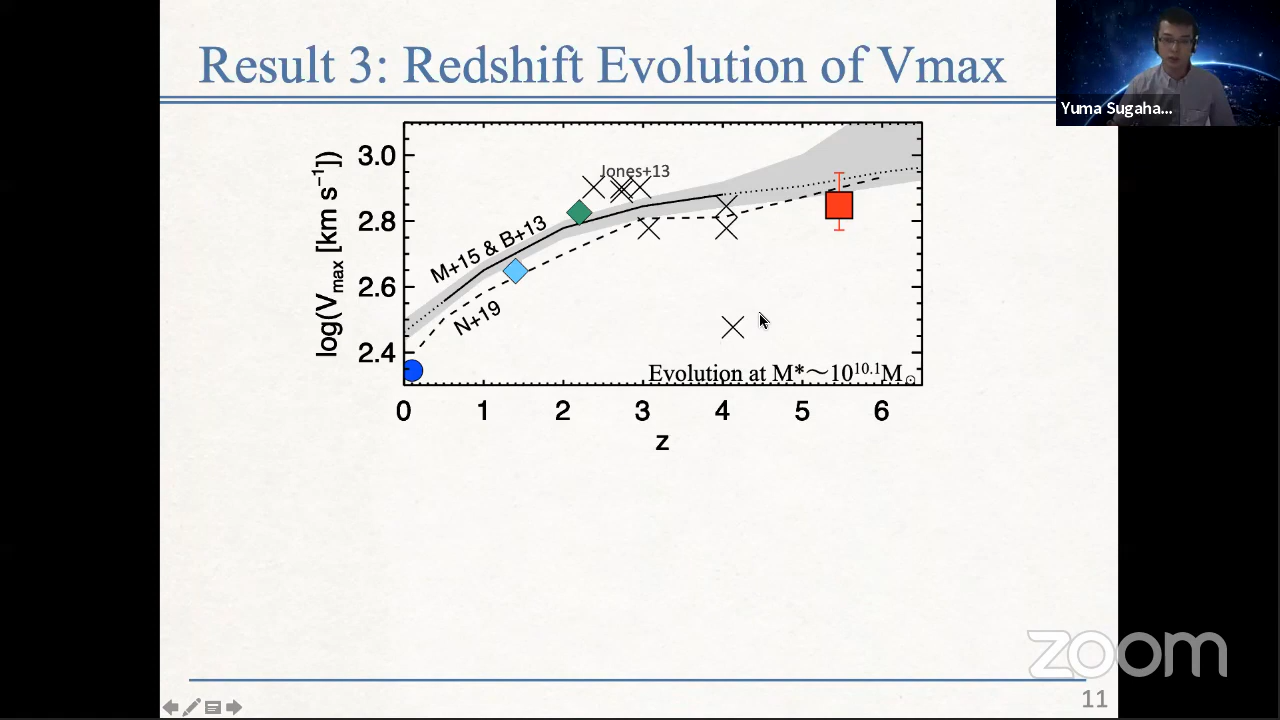 Result 3: Redshift Evolution of Vmax
Yuma Sugaha...
Jones+13
M+15 & B+13
N+19
Evolution at M*～10^10.1M☉
log(Vmax [km s⁻¹])
3.0
2.8
2.6
2.4
0 1 2 3 4 5 6
z
zoom
11